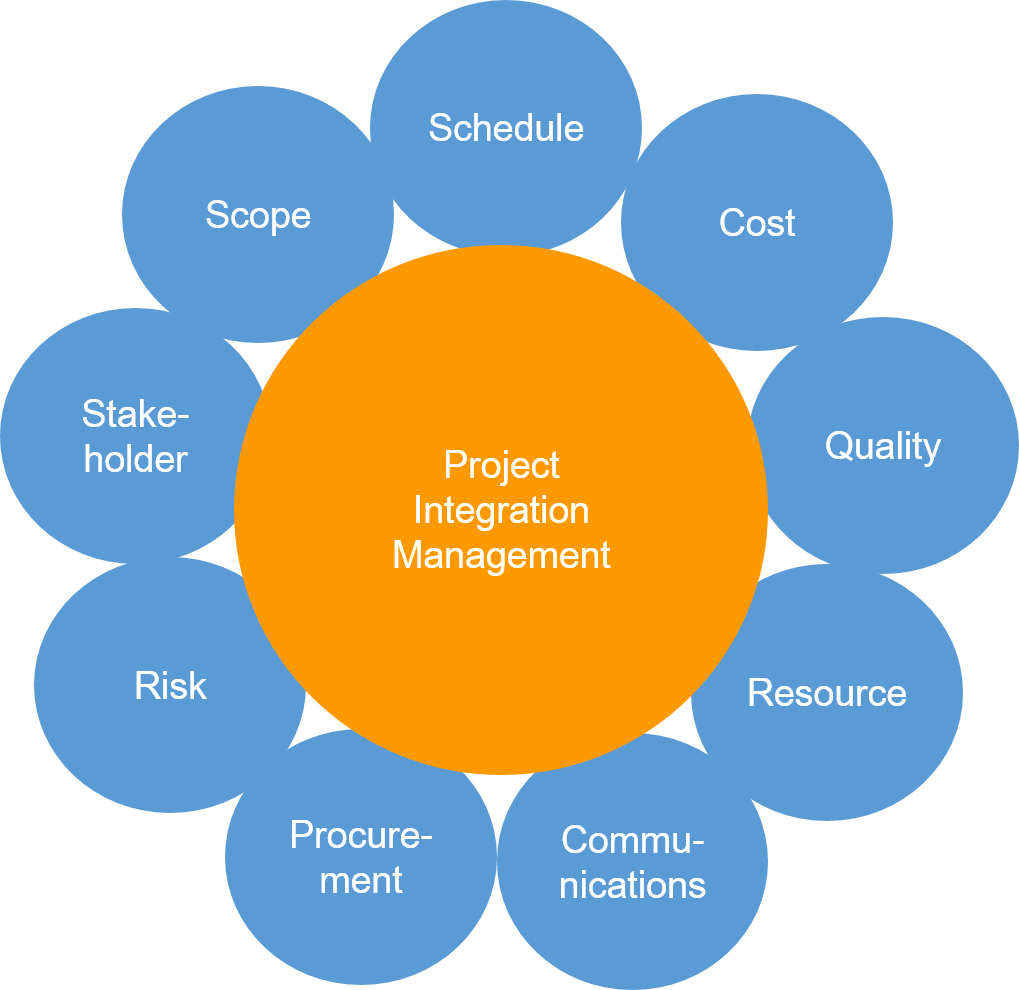 Schedule
Cost
Quality
Resource
Commu-
nications
Procure-
ment
Risk
Stake-
holder
Scope
Project
Integration
Management